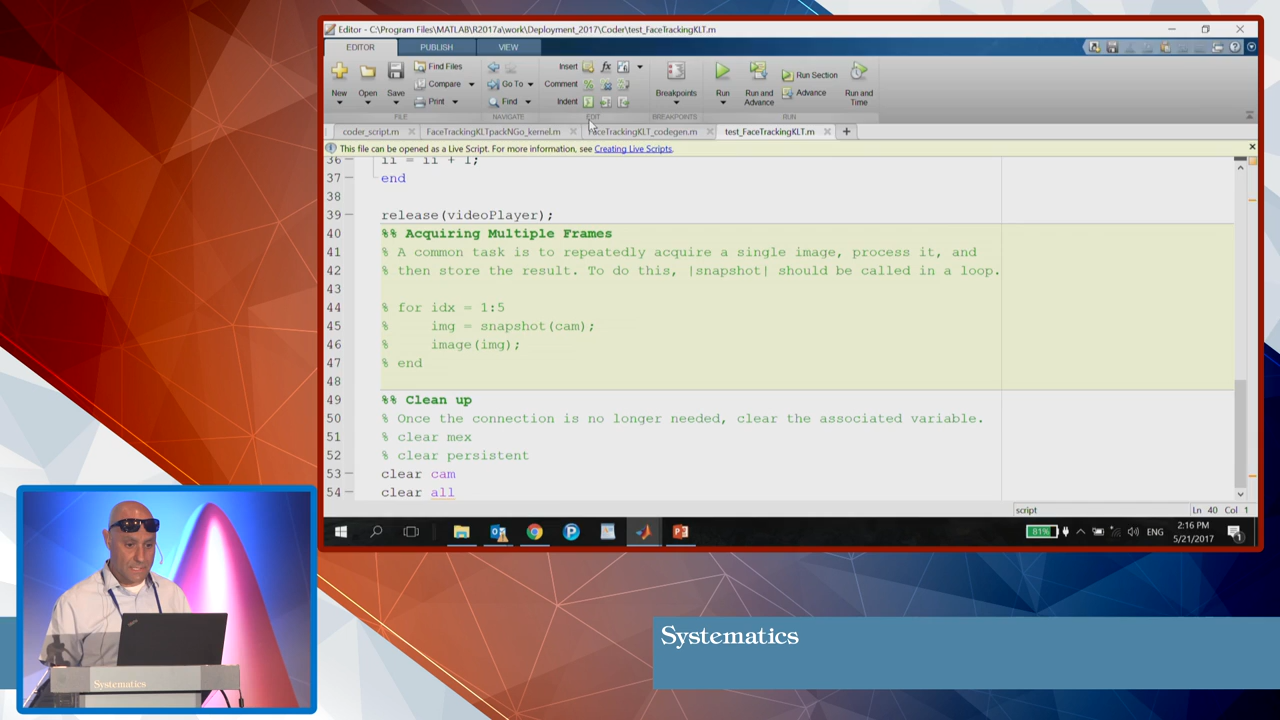 Editor - C:\Program Files\MATLAB\R2017a\work\Deployment_2017\Coder\test_FaceTrackingKLT.m
EDITOR PUBLISH VIEW
New Open Save Find Files Compare Print Go To Find Insert Comment Indent Breakpoints Run Run and Advance Run Section Advance Run and Time
FILE NAVIGATE EDIT BREAKPOINTS RUN
coder_script.m FaceTrackingKLTpackNGo_kernel.m FaceTrackingKLT_codegen.m test_FaceTrackingKLT.m
This file can be opened as a Live Script. For more information, see Creating Live Scripts.
36 ii = ii + 1;
37 end
38
39 release(videoPlayer);
40 %% Acquiring Multiple Frames
41 % A common task is to repeatedly acquire a single image, process it, and
42 % then store the result. To do this, |snapshot| should be called in a loop.
43
44 % for idx = 1:5
45 % img = snapshot(cam);
46 % image(img);
47 % end
48
49 %% Clean up
50 % Once the connection is no longer needed, clear the associated variable.
51 % clear mex
52 % clear persistent
53 clear cam
54 clear all
script Ln 40 Col 1
81% ENG 2:16 PM
5/21/2017
Systematics
Systematics